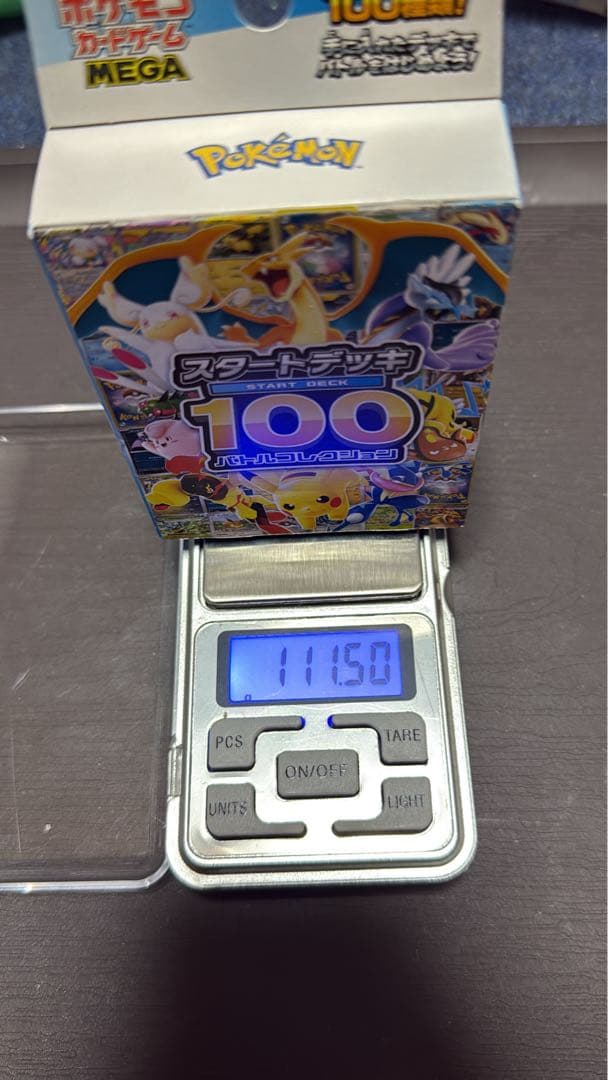 ポケモン
カードゲーム
MEGA
100種類!
POKÉMON
スタートデッキ
START DECK
100
バトルコレクション
111.50
PCS
TARE
ON/OFF
UNITS
LIGHT